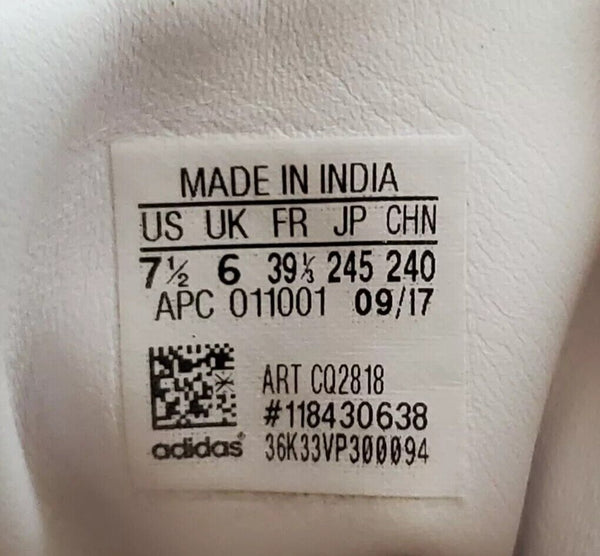 MADE IN INDIA
US UK FR JP CHN
7½ 6 39⅓ 245 240
APC 011001 09/17
ART CQ2818
#118430638
adidas® 36K33VP300094